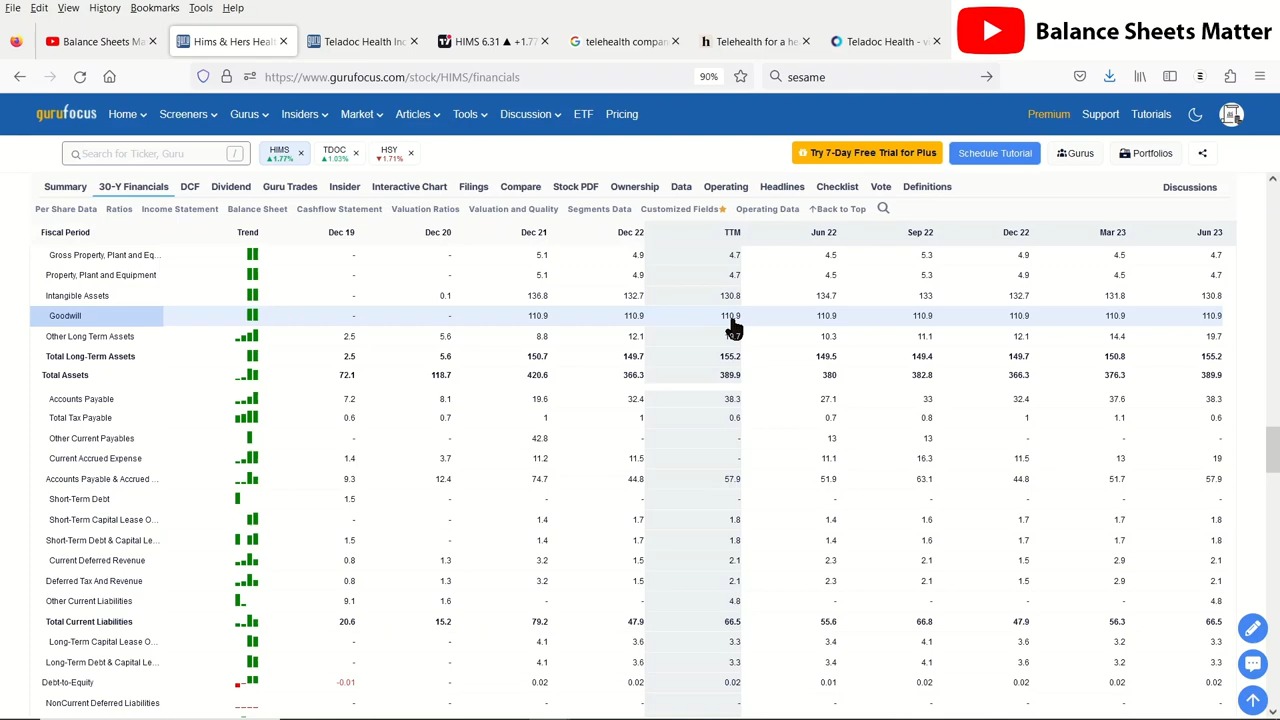 File Edit View History Bookmarks Tools Help
Balance Sheets Matter
Balance Sheets Ma
Hims & Hers Heal
Teladoc Health Inc
HIMS 6.31 ▲ +1.77
telehealth compan
Telehealth for a he
Teladoc Health - v
https://www.gurufocus.com/stock/HIMS/financials
90%
sesame
gurufocus Home Screeners Gurus Insiders Market Articles Tools Discussion ETF Pricing Premium Support Tutorials
Search for Ticker, Guru /
HIMS TDOC HSY
▲1.03% ▼1.71%
Try 7-Day Free Trial for Plus Schedule Tutorial Gurus Portfolios
Summary 30-Y Financials DCF Dividend Guru Trades Insider Interactive Chart Filings Compare Stock PDF Ownership Data Operating Headlines Checklist Vote Definitions Discussions
Per Share Data Ratios Income Statement Balance Sheet Cashflow Statement Valuation Ratios Valuation and Quality Segments Data Customized Fields Operating Data Back to Top
Fiscal Period Trend Dec 19 Dec 20 Dec 21 Dec 22 TTM Jun 22 Sep 22 Dec 22 Mar 23 Jun 23
Gross Property, Plant and Eq... - - 5.1 4.9 4.7 4.5 5.3 4.9 4.5 4.7
Property, Plant and Equipment - - 5.1 4.9 4.7 4.5 5.3 4.9 4.5 4.7
Intangible Assets - 0.1 136.8 132.7 130.8 134.7 133 132.7 131.8 130.8
Goodwill - - 110.9 110.9 110.9 110.9 110.9 110.9 110.9 110.9
Other Long Term Assets 2.5 5.6 8.8 12.1 10.3 11.1 12.1 14.4 19.7
Total Long-Term Assets 2.5 5.6 150.7 149.7 155.2 149.5 149.4 149.7 150.8 155.2
Total Assets 72.1 118.7 420.6 366.3 389.9 380 382.8 366.3 376.3 389.9
Accounts Payable 7.2 8.1 19.6 32.4 38.3 27.1 33 32.4 37.6 38.3
Total Tax Payable 0.6 0.7 1 1 0.6 0.7 0.8 1 1.1 0.6
Other Current Payables - - 42.8 - - 13 13 - - -
Current Accrued Expense 1.4 3.7 11.2 11.5 - 11.1 16.3 11.5 13 19
Accounts Payable & Accrued ... 9.3 12.4 74.7 44.8 57.9 51.9 63.1 44.8 51.7 57.9
Short-Term Debt 1.5 - - - - - - - - -
Short-Term Capital Lease O... - - 1.4 1.7 1.8 1.4 1.6 1.7 1.7 1.8
Short-Term Debt & Capital Le... 1.5 - 1.4 1.7 1.8 1.4 1.6 1.7 1.7 1.8
Current Deferred Revenue 0.8 1.3 3.2 1.5 2.1 2.3 2.1 1.5 2.9 2.1
Deferred Tax And Revenue 0.8 1.3 3.2 1.5 2.1 2.3 2.1 1.5 2.9 2.1
Other Current Liabilities 9.1 1.6 - - 4.8 - - - - 4.8
Total Current Liabilities 20.6 15.2 79.2 47.9 66.5 55.6 66.8 47.9 56.3 66.5
Long-Term Capital Lease O... - - 4.1 3.6 3.3 3.4 4.1 3.6 3.2 3.3
Long-Term Debt & Capital Le... - - 4.1 3.6 3.3 3.4 4.1 3.6 3.2 3.3
Debt-to-Equity -0.01 - 0.02 0.02 0.02 0.01 0.02 0.02 0.02 0.02
NonCurrent Deferred Liabilities - - - - - - - - - -